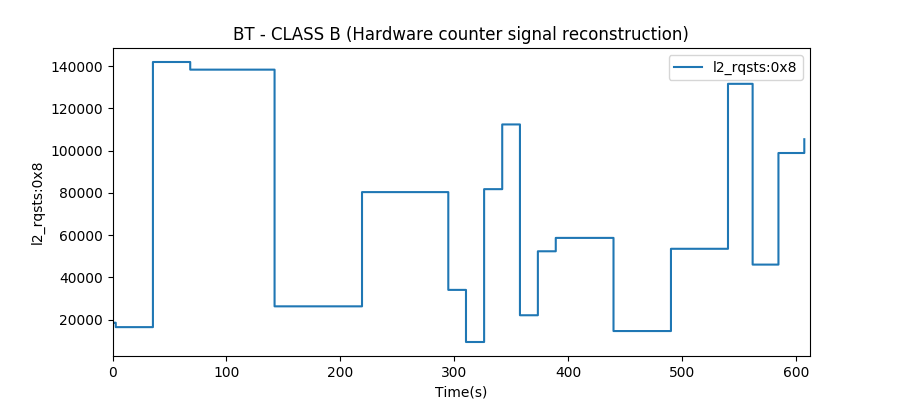 BT - CLASS B (Hardware counter signal reconstruction)
l2_rqsts:0x8
l2_rqsts:0x8
140000
120000
100000
80000
60000
40000
20000
0 100 200 300 400 500 600
Time(s)